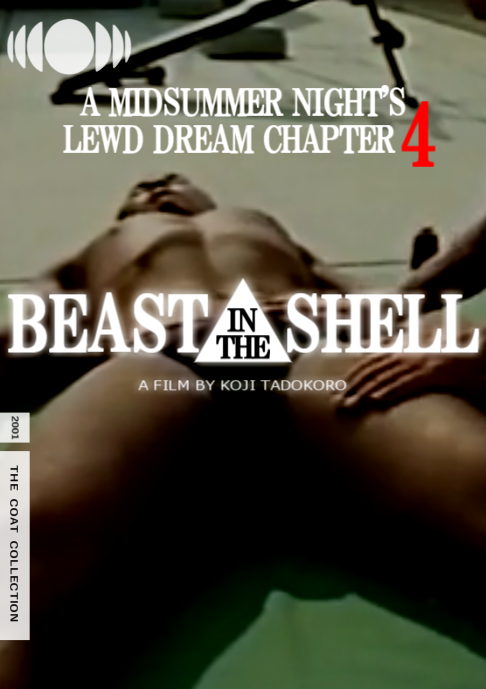 A MIDSUMMER NIGHT'S
LEWD DREAM CHAPTER 4
BEAST IN THE SHELL
A FILM BY KOJI TADOKORO
2001
THE COAT COLLECTION